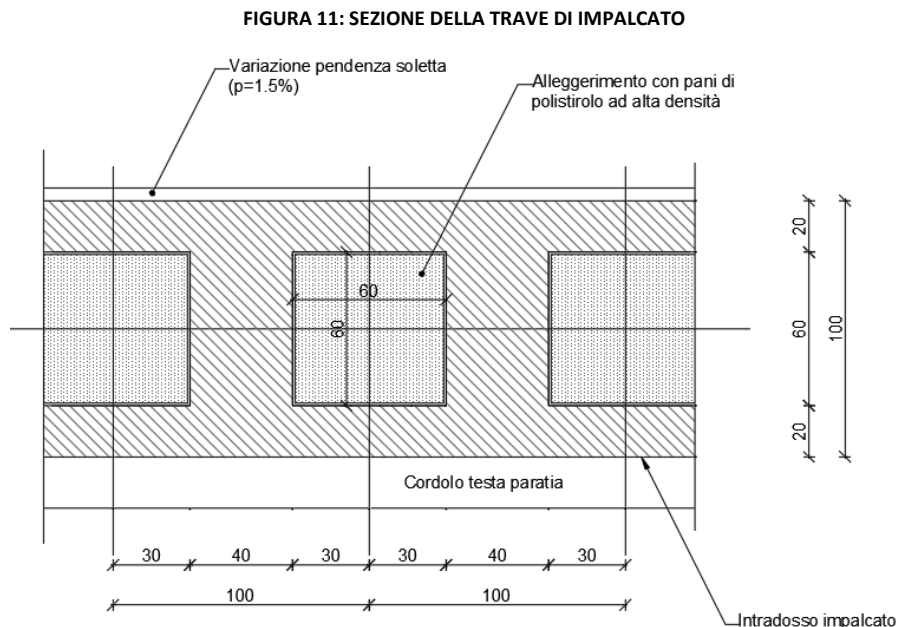 FIGURA 11: SEZIONE DELLA TRAVE DI IMPALCATO
Variazione pendenza soletta
(p=1.5%)
Alleggerimento con pani di
polistirolo ad alta densità
60
60
20
60
20
100
Cordolo testa paratia
30
40
30
30
40
30
100
100
Intradosso impalcato